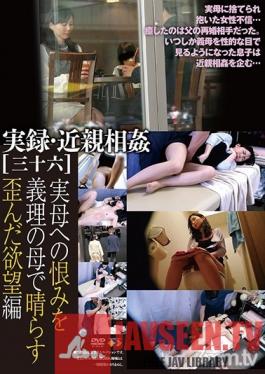 実母に捨てられ
抱いた女性不信…
癒したのは父の再婚相手だった。
いつしか義母を性的な目で
見るようになった息子は
近親相姦を企む…
実録・近親相姦
[三十六]
実母への恨みを
義理の母で晴らす
歪んだ欲望編
DVD
JAVSEEN.TV
JAV LIBRARY